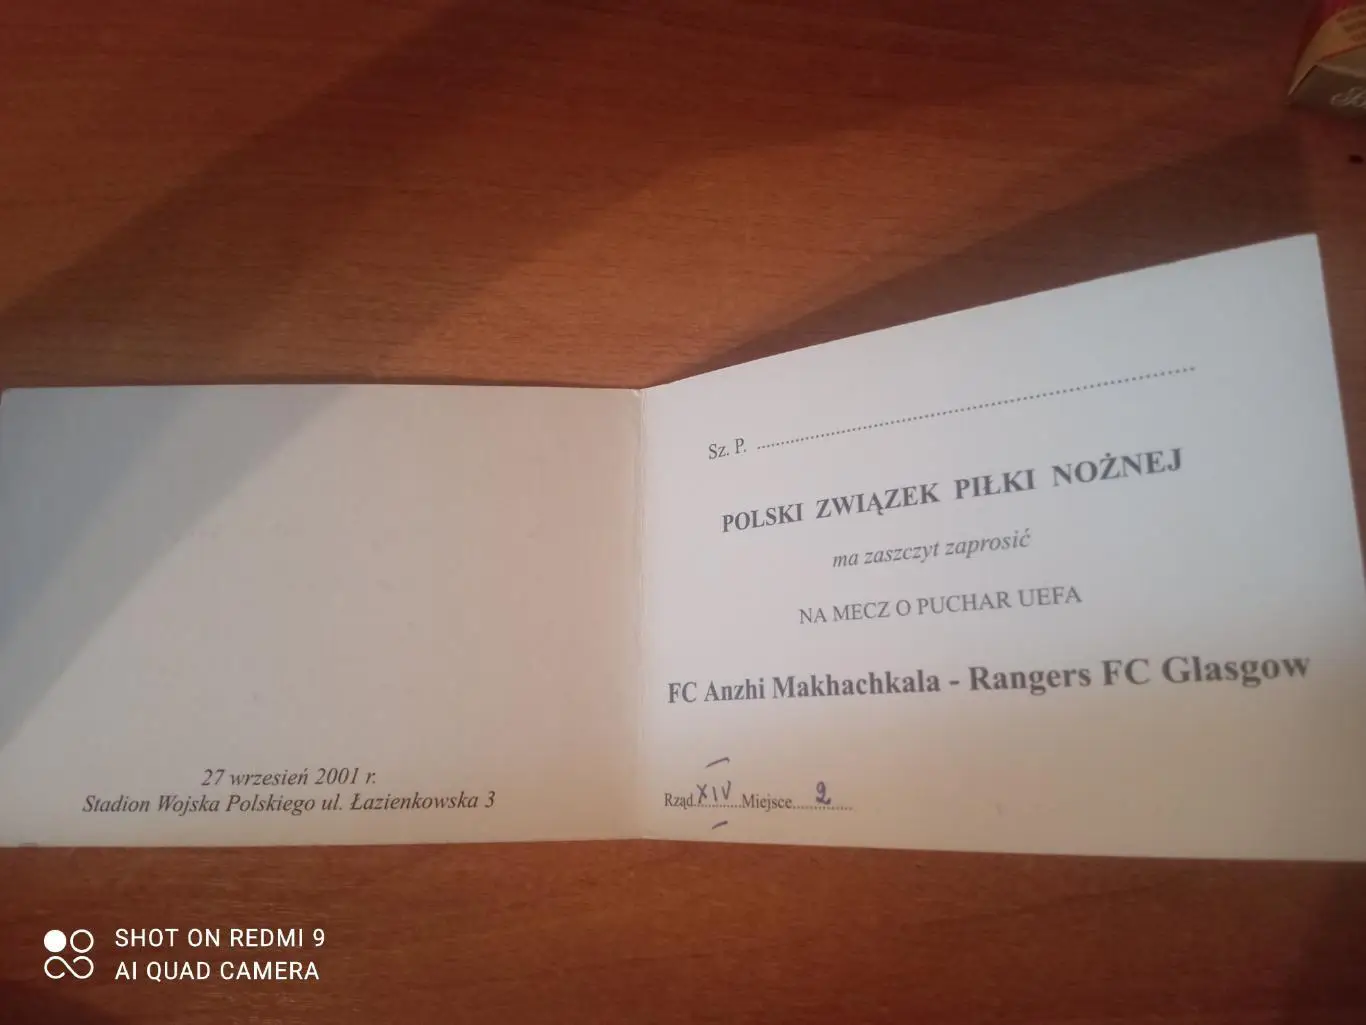 27 wrzesień 2001 r.
Stadion Wojska Polskiego ul. Łazienkowska 3
Sz. P. ..........................................................................
POLSKI ZWIĄZEK PIŁKI NOŻNEJ
ma zaszczyt zaprosić
NA MECZ O PUCHAR UEFA
FC Anzhi Makhachkala - Rangers FC Glasgow
Rząd XIV Miejsce 2
SHOT ON REDMI 9
AI QUAD CAMERA